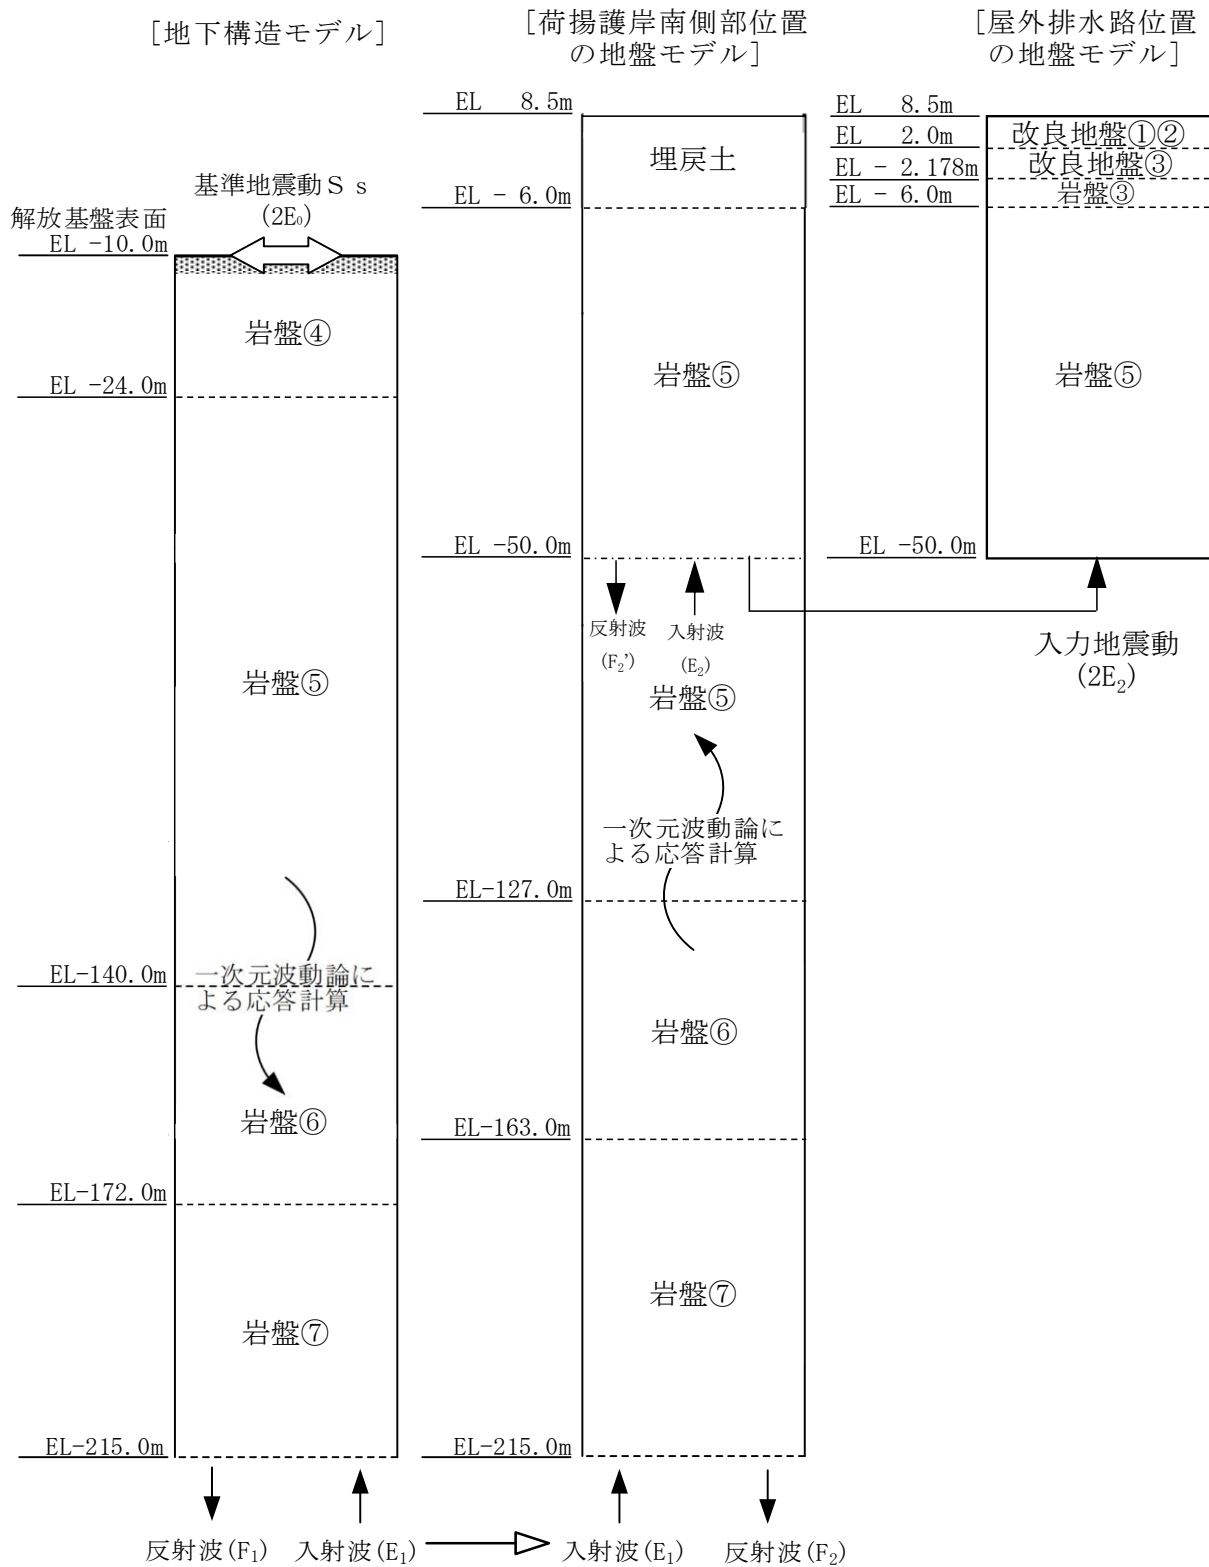 [地下構造モデル]
解放基盤表面
基準地震動Ｓｓ
(2E₀)
EL -10.0m
岩盤④
EL -24.0m
岩盤⑤
EL-140.0m
一次元波動論に
よる応答計算
岩盤⑥
EL-172.0m
岩盤⑦
EL-215.0m
反射波(F₁)
入射波(E₁)
[荷揚護岸南側部位置
の地盤モデル]
EL 8.5m
埋戻土
EL - 6.0m
岩盤⑤
EL -50.0m
反射波
(F₂')
入射波
(E₂)
岩盤⑤
一次元波動論に
よる応答計算
EL-127.0m
岩盤⑥
EL-163.0m
岩盤⑦
EL-215.0m
入射波(E₁)
反射波(F₂)
[屋外排水路位置
の地盤モデル]
EL 8.5m
改良地盤①②
EL 2.0m
改良地盤③
EL - 2.178m
岩盤③
EL - 6.0m
岩盤⑤
EL -50.0m
入力地震動
(2E₂)